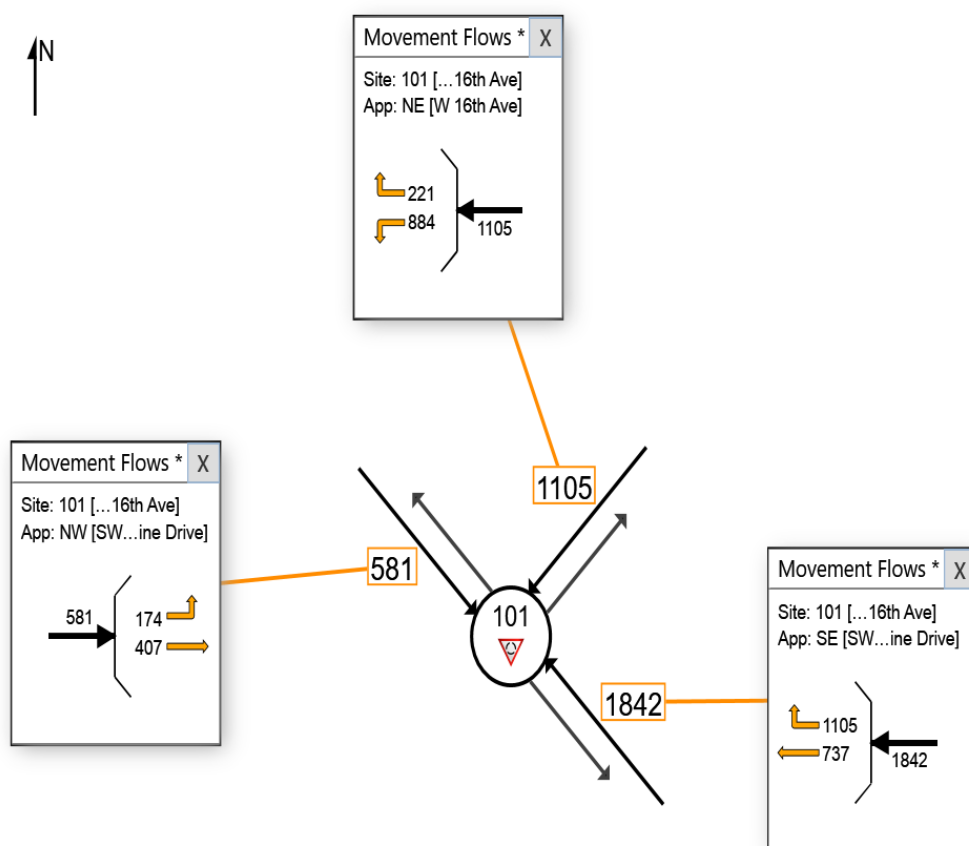 N
Movement Flows * X
Site: 101 [...16th Ave]
App: NE [W 16th Ave]
221
884
1105
1105
Movement Flows * X
Site: 101 [...16th Ave]
App: NW [SW...ine Drive]
581
174
407
581
101
Movement Flows * X
Site: 101 [...16th Ave]
App: SE [SW...ine Drive]
1105
737
1842
1842